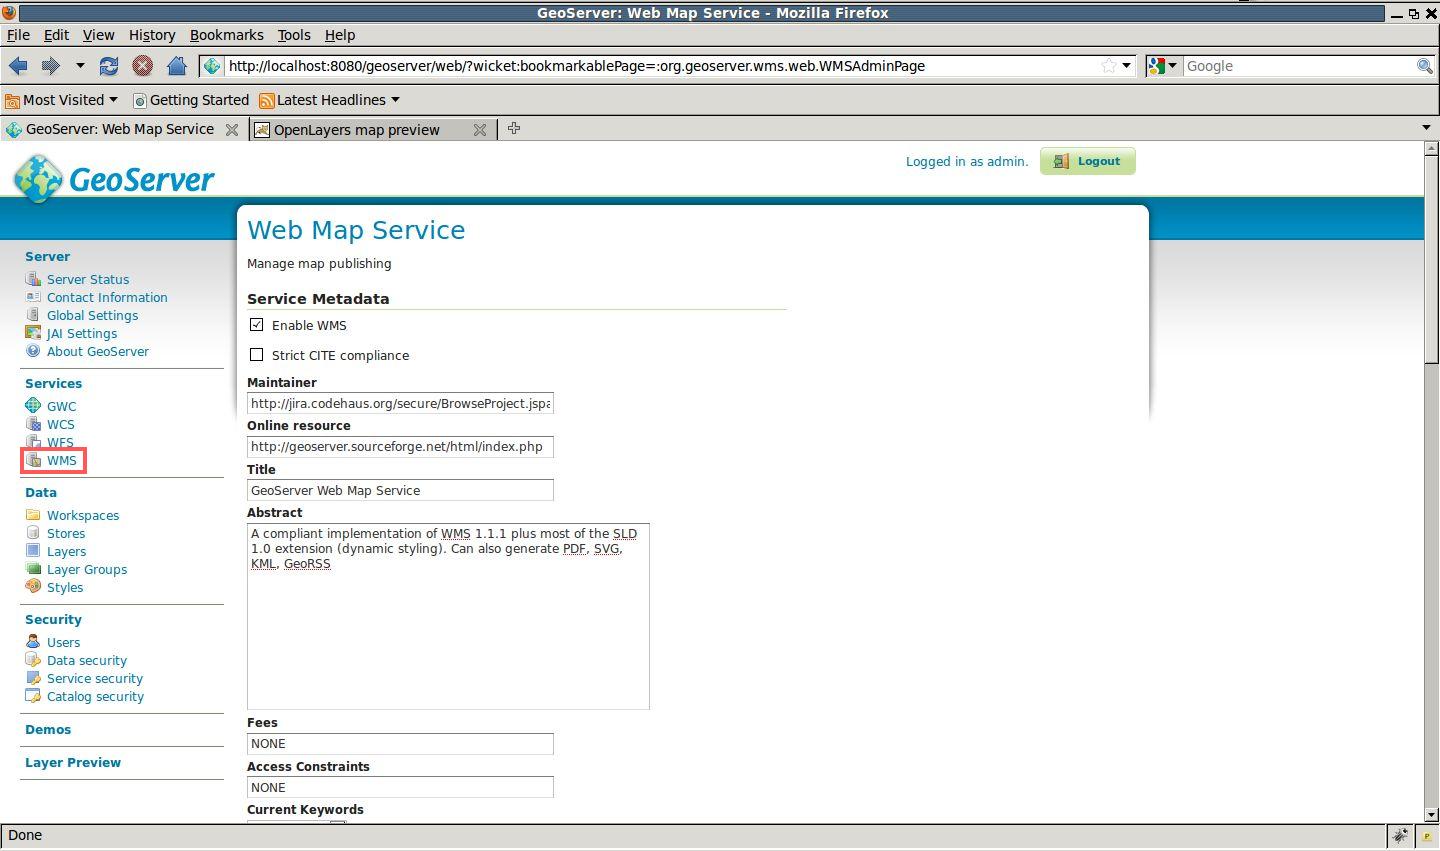 GeoServer: Web Map Service - Mozilla Firefox
File Edit View History Bookmarks Tools Help
http://localhost:8080/geoserver/web/?wicket:bookmarkablePage=:org.geoserver.wms.web.WMSAdminPage
Google
Most Visited Getting Started Latest Headlines
GeoServer: Web Map Service OpenLayers map preview
GeoServer
Logged in as admin. Logout
Server
Server Status
Contact Information
Global Settings
JAI Settings
About GeoServer
Services
GWC
WCS
WFS
WMS
Data
Workspaces
Stores
Layers
Layer Groups
Styles
Security
Users
Data security
Service security
Catalog security
Demos
Layer Preview
Web Map Service
Manage map publishing
Service Metadata
Enable WMS
Strict CITE compliance
Maintainer
http://jira.codehaus.org/secure/BrowseProject.jspa
Online resource
http://geoserver.sourceforge.net/html/index.php
Title
GeoServer Web Map Service
Abstract
A compliant implementation of WMS 1.1.1 plus most of the SLD
1.0 extension (dynamic styling). Can also generate PDF, SVG,
KML, GeoRSS
Fees
NONE
Access Constraints
NONE
Current Keywords
Done